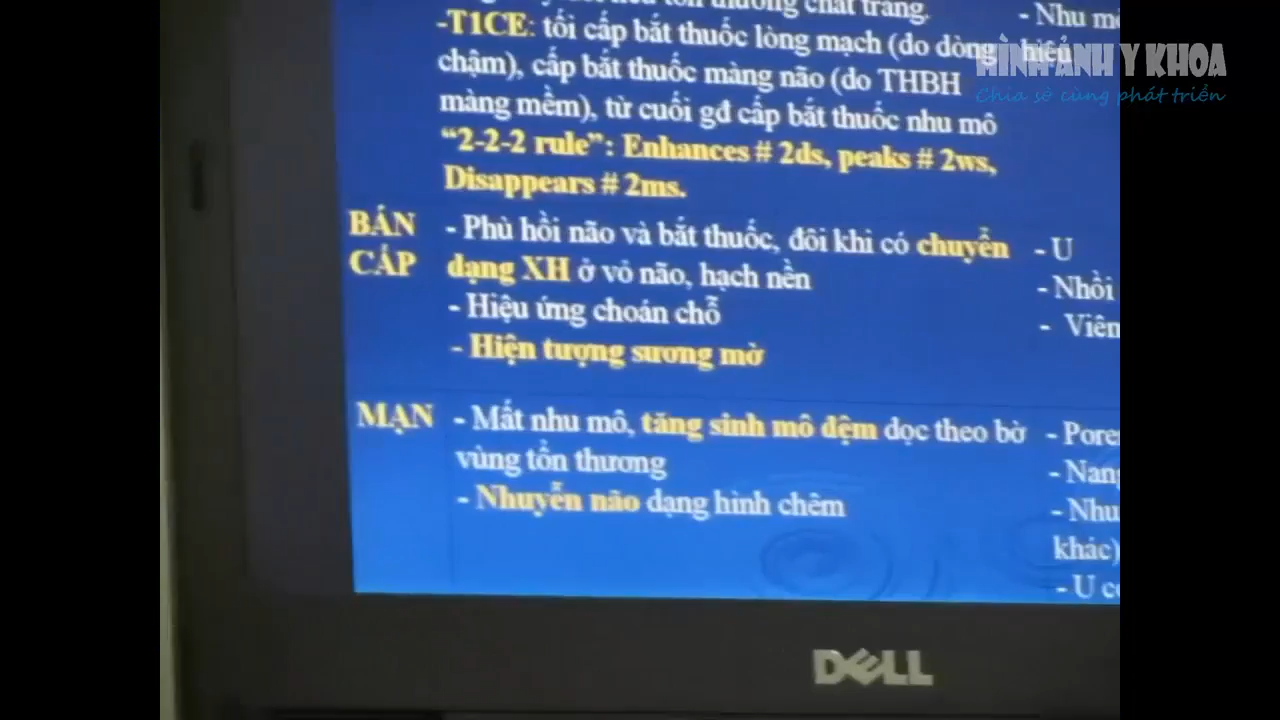 chất trắng.
- Nhu mô
-T1CE: tối cấp bắt thuốc lòng mạch (do dòng
hiệu
chậm), cấp bắt thuốc màng não (do THBH
màng mềm), từ cuối gđ cấp bắt thuốc nhu mô
“2-2-2 rule”: Enhances # 2ds, peaks # 2ws,
Disappears # 2ms.
BÁN
CẤP
- Phù hồi não và bắt thuốc, đôi khi có chuyển
dạng XH ở vỏ não, hạch nền
- Hiệu ứng choán chỗ
- Hiện tượng sương mờ
- U
- Nhồi
- Viêm
MẠN
- Mất nhu mô, tăng sinh mô đệm dọc theo bờ
vùng tổn thương
- Nhuyễn não dạng hình chêm
- Pore
- Nang
- Nhu
khác)
- U
DELL
HÌNH ẢNH Y KHOA
Chia sẻ cùng phát triển